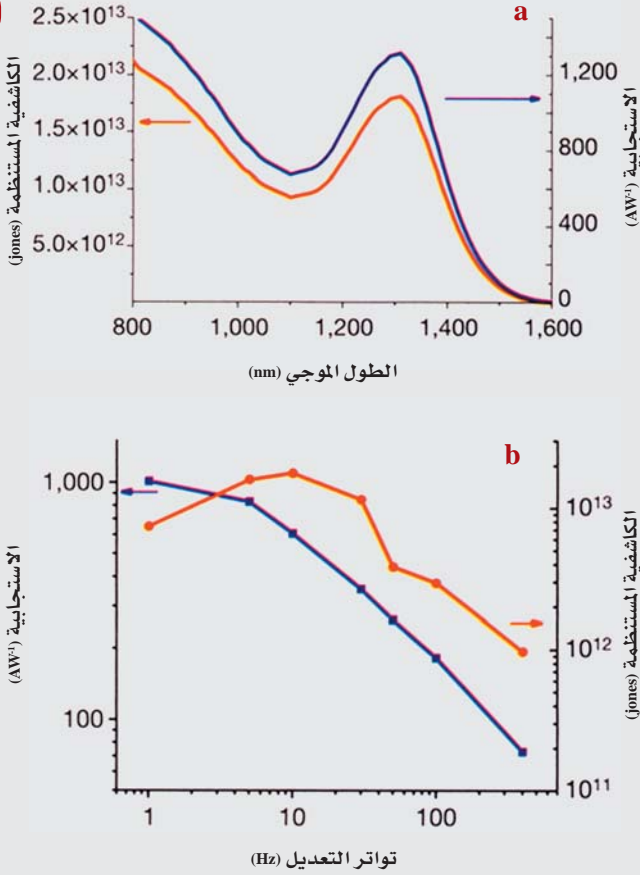 a
2.5×10¹³
2.0×10¹³
1.5×10¹³
1.0×10¹³
5.0×10¹²
الكاشفية المستنظمة (jones)
1,200
800
400
0
الاستجابية (AW⁻¹)
800
1,000
1,200
1,400
1,600
الطول الموجي (nm)
b
1,000
100
الاستجابية (AW⁻¹)
10¹³
10¹²
10¹¹
الكاشفية المستنظمة (jones)
1
10
100
تواتر التعديل (Hz)